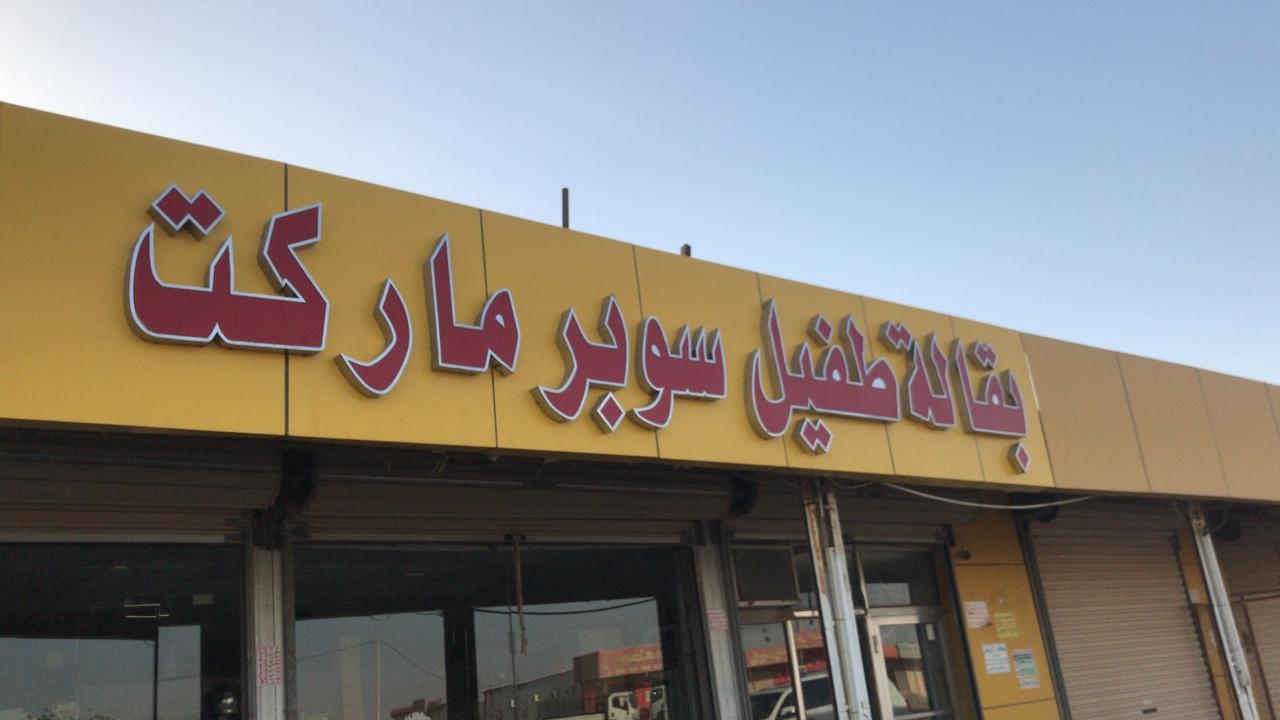 بقالة طفيل سوبر ماركت